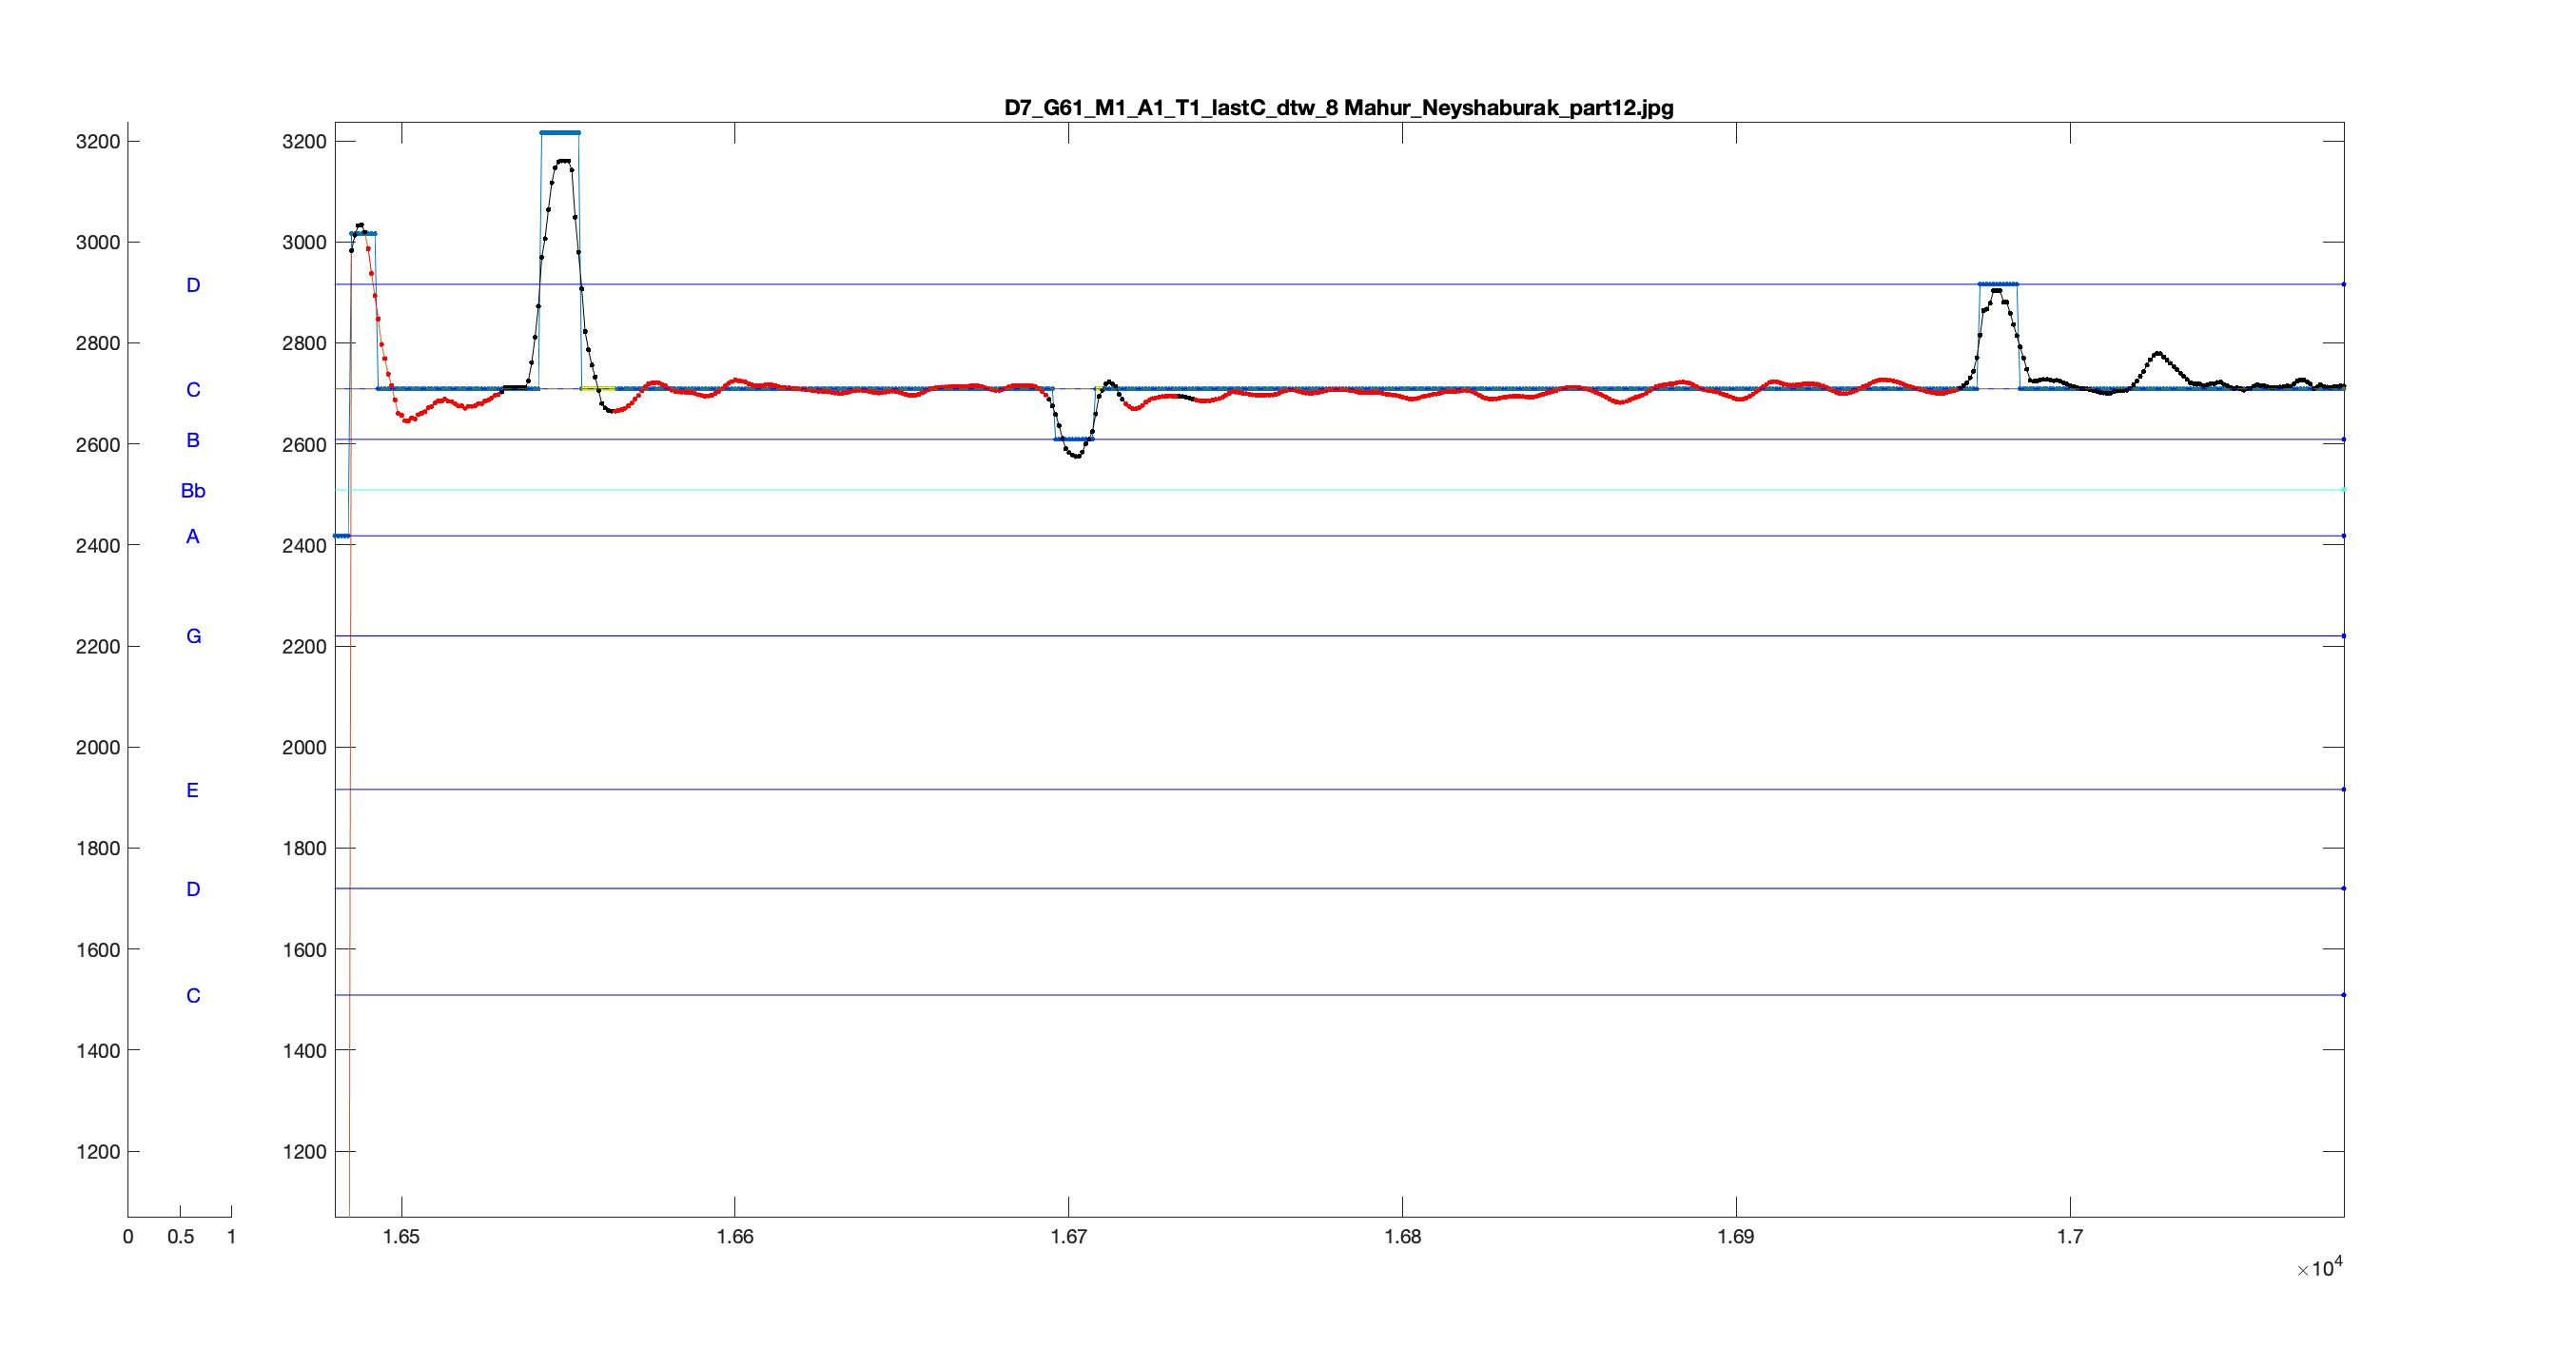 D7_G61_M1_A1_T1_lastC_dtw_8 Mahur_Neyshaburak_part12.jpg
3200 3200
3000 3000
D
2800 2800
C
2600 2600
B
Bb
A
2400 2400
G
2200 2200
2000 2000
E
1800 1800
D
1600 1600
C
1400 1400
1200 1200
0 0.5 1 1.65 1.66 1.67 1.68 1.69 1.7
×10⁴